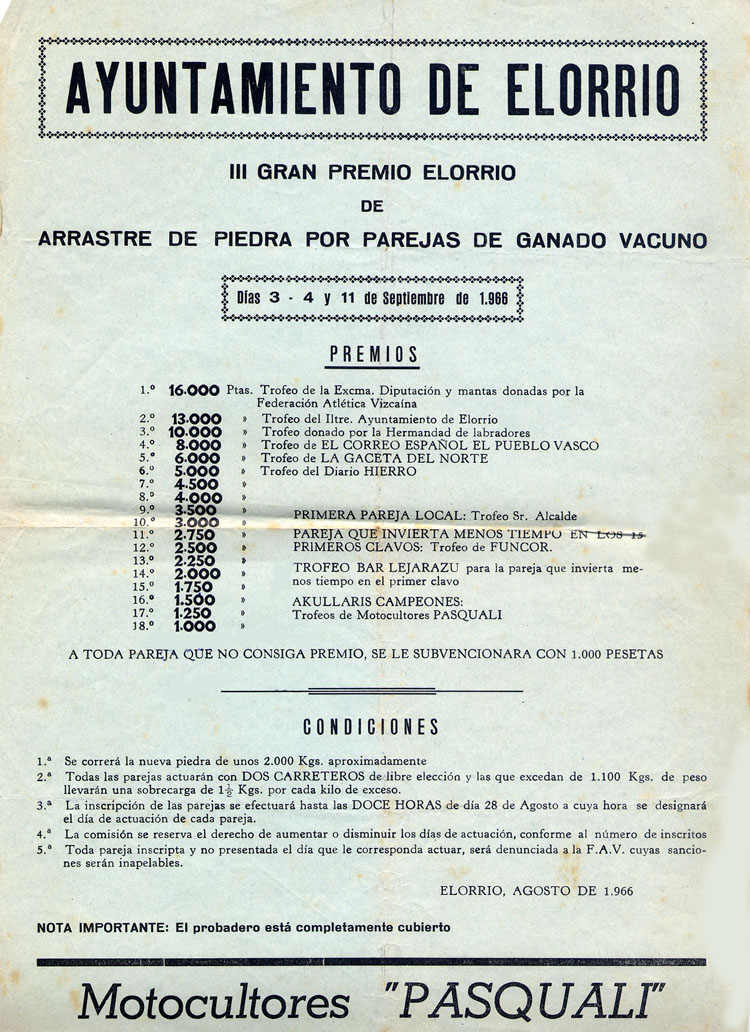 AYUNTAMIENTO DE ELORRIO
III GRAN PREMIO ELORRIO
DE
ARRASTRE DE PIEDRA POR PAREJAS DE GANADO VACUNO
Días 3 - 4 y 11 de Septiembre de 1.966
PREMIOS
1.º 16.000 Ptas. Trofeo de la Excma. Diputación y mantas donadas por la
Federación Atlética Vizcaína
2.º 13.000 » Trofeo del Iltre. Ayuntamiento de Elorrio
3.º 10.000 » Trofeo donado por la Hermandad de labradores
4.º 8.000 » Trofeo de EL CORREO ESPAÑOL EL PUEBLO VASCO
5.º 6.000 » Trofeo de LA GACETA DEL NORTE
6.º 5.000 » Trofeo del Diario HIERRO
7.º 4.500 »
8.º 4.000 »
9.º 3.500 » PRIMERA PAREJA LOCAL: Trofeo Sr. Alcalde
10.º 3.000 »
11.º 2.750 » PAREJA QUE INVIERTA MENOS TIEMPO EN LOS 15
12.º 2.500 » PRIMEROS CLAVOS: Trofeo de FUNCOR.
13.º 2.250 »
14.º 2.000 » TROFEO BAR LEJARAZU para la pareja que invierta me-
15.º 1.750 » nos tiempo en el primer clavo
16.º 1.500 » AKULLARIS CAMPEONES:
17.º 1.250 » Trofeos de Motocultores PASQUALI
18.º 1.000 »
A TODA PAREJA QUE NO CONSIGA PREMIO, SE LE SUBVENCIONARA CON 1.000 PESETAS
CONDICIONES
1.ª Se correrá la nueva piedra de unos 2.000 Kgs. aproximadamente
2.ª Todas las parejas actuarán con DOS CARRETEROS de libre elección y las que excedan de 1.100 Kgs. de peso
llevarán una sobrecarga de 1½ Kgs. por cada kilo de exceso.
3.ª La inscripción de las parejas se efectuará hasta las DOCE HORAS de día 28 de Agosto a cuya hora se designará
el día de actuación de cada pareja.
4.ª La comisión se reserva el derecho de aumentar o disminuir los días de actuación, conforme al número de inscritos
5.ª Toda pareja inscripta y no presentada el día que le corresponda actuar, será denunciada a la F.A.V. cuyas sancio-
nes serán inapelables.
ELORRIO, AGOSTO DE 1.966
NOTA IMPORTANTE: El probadero está completamente cubierto
Motocultores "PASQUALI"